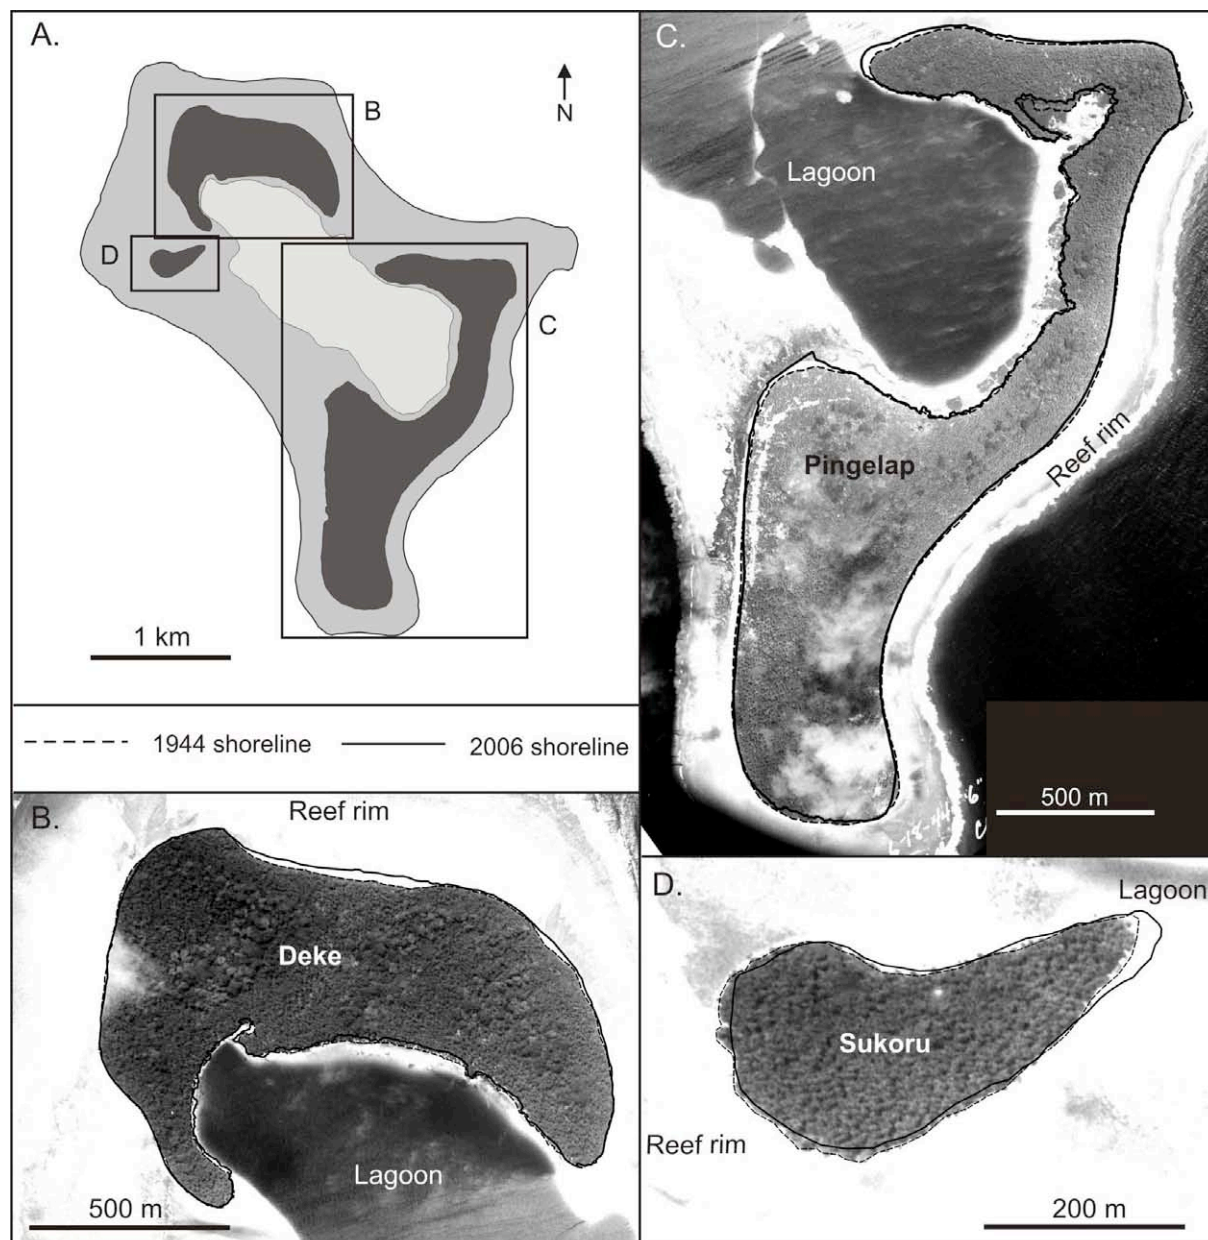 A.
N
B
D
C
1 km
1944 shoreline
2006 shoreline
B.
Reef rim
Deke
Lagoon
500 m
C.
Lagoon
Pingelap
Reef rim
500 m
D.
Lagoon
Sukoru
Reef rim
200 m